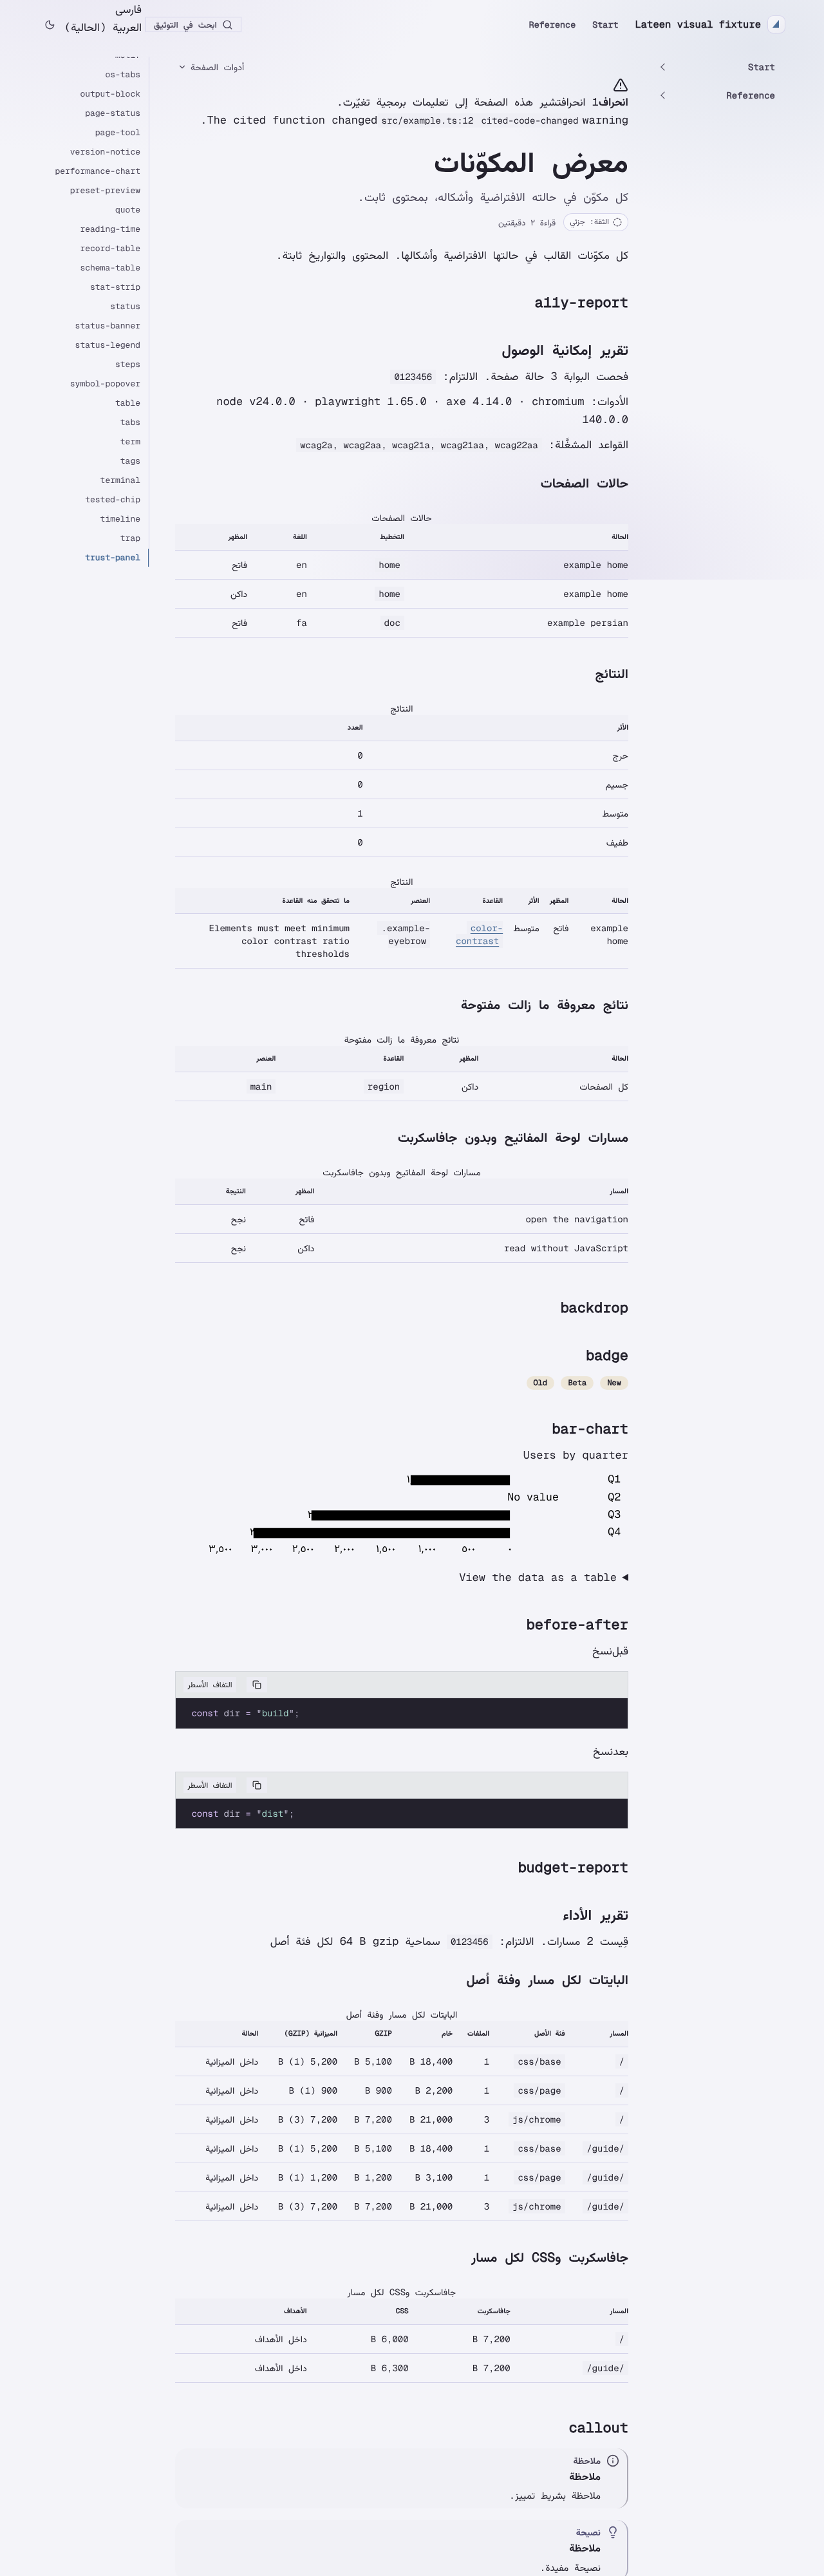 Lateen visual fixture
Start
Reference
ابحث في التوثيق
فارسی
العربية (الحالية)
Start
Reference
أدوات الصفحة
انحراف1 انحرافتشير هذه الصفحة إلى تعليمات برمجية تغيّرت.
warning cited-code-changed src/example.ts:12 The cited function changed.
معرض المكوّنات
كل مكوّن في حالته الافتراضية وأشكاله، بمحتوى ثابت.
الثقة: جزئي
قراءة ٢ دقيقتين
كل مكوّنات القالب في حالتها الافتراضية وأشكالها. المحتوى والتواريخ ثابتة.
a11y-report
تقرير إمكانية الوصول
فحصت البوابة 3 حالة صفحة. الالتزام: 0123456
الأدوات: node v24.0.0 · playwright 1.65.0 · axe 4.14.0 · chromium
140.0.0
القواعد المشغَّلة: wcag2a, wcag2aa, wcag21a, wcag21aa, wcag22aa
حالات الصفحات
حالات الصفحات
الحالة التخطيط اللغة المظهر
example home home en فاتح
example home home en داكن
example persian doc fa فاتح
النتائج
النتائج
الأثر العدد
حرج 0
جسيم 0
متوسط 1
طفيف 0
النتائج
الحالة المظهر الأثر القاعدة العنصر ما تتحقق منه القاعدة
example home فاتح متوسط color-contrast .example-eyebrow Elements must meet minimum color contrast ratio thresholds
نتائج معروفة ما زالت مفتوحة
نتائج معروفة ما زالت مفتوحة
الحالة المظهر القاعدة العنصر
كل الصفحات داكن region main
مسارات لوحة المفاتيح وبدون جافاسكربت
مسارات لوحة المفاتيح وبدون جافاسكربت
المسار المظهر النتيجة
open the navigation فاتح نجح
read without JavaScript داكن نجح
backdrop
badge
New Beta Old
bar-chart
Users by quarter
Q1
Q2 No value
Q3
Q4
٠ ٥٠٠ ١٬٠٠٠ ١٬٥٠٠ ٢٬٠٠٠ ٢٬٥٠٠ ٣٬٠٠٠ ٣٬٥٠٠
View the data as a table
before-after
قبلنسخ
التفاف الأسطر
const dir = "build";
بعدنسخ
التفاف الأسطر
const dir = "dist";
budget-report
تقرير الأداء
قِيست 2 مسارات. الالتزام: 0123456 سماحية 64 B gzip لكل فئة أصل
البايتات لكل مسار وفئة أصل
البايتات لكل مسار وفئة أصل
المسار فئة الأصل الملفات خام GZIP الميزانية (GZIP) الحالة
/ css/base 1 18,400 B 5,100 B 5,200 B (1) داخل الميزانية
/ css/page 1 2,200 B 900 B 900 B (1) داخل الميزانية
/ js/chrome 3 21,000 B 7,200 B 7,200 B (3) داخل الميزانية
/guide/ css/base 1 18,400 B 5,100 B 5,200 B (1) داخل الميزانية
/guide/ css/page 1 3,100 B 1,200 B 1,200 B (1) داخل الميزانية
/guide/ js/chrome 3 21,000 B 7,200 B 7,200 B (3) داخل الميزانية
جافاسكربت وCSS لكل مسار
جافاسكربت وCSS لكل مسار
المسار جافاسكربت CSS الأهداف
/ 7,200 B 6,000 B داخل الأهداف
/guide/ 7,200 B 6,300 B داخل الأهداف
callout
ملاحظة
ملاحظة
ملاحظة بشريط تمييز.
نصيحة
ملاحظة
نصيحة مفيدة.
os-tabs
output-block
page-status
page-tool
version-notice
performance-chart
preset-preview
quote
reading-time
record-table
schema-table
stat-strip
status
status-banner
status-legend
steps
symbol-popover
table
tabs
term
tags
terminal
tested-chip
timeline
trap
trust-panel